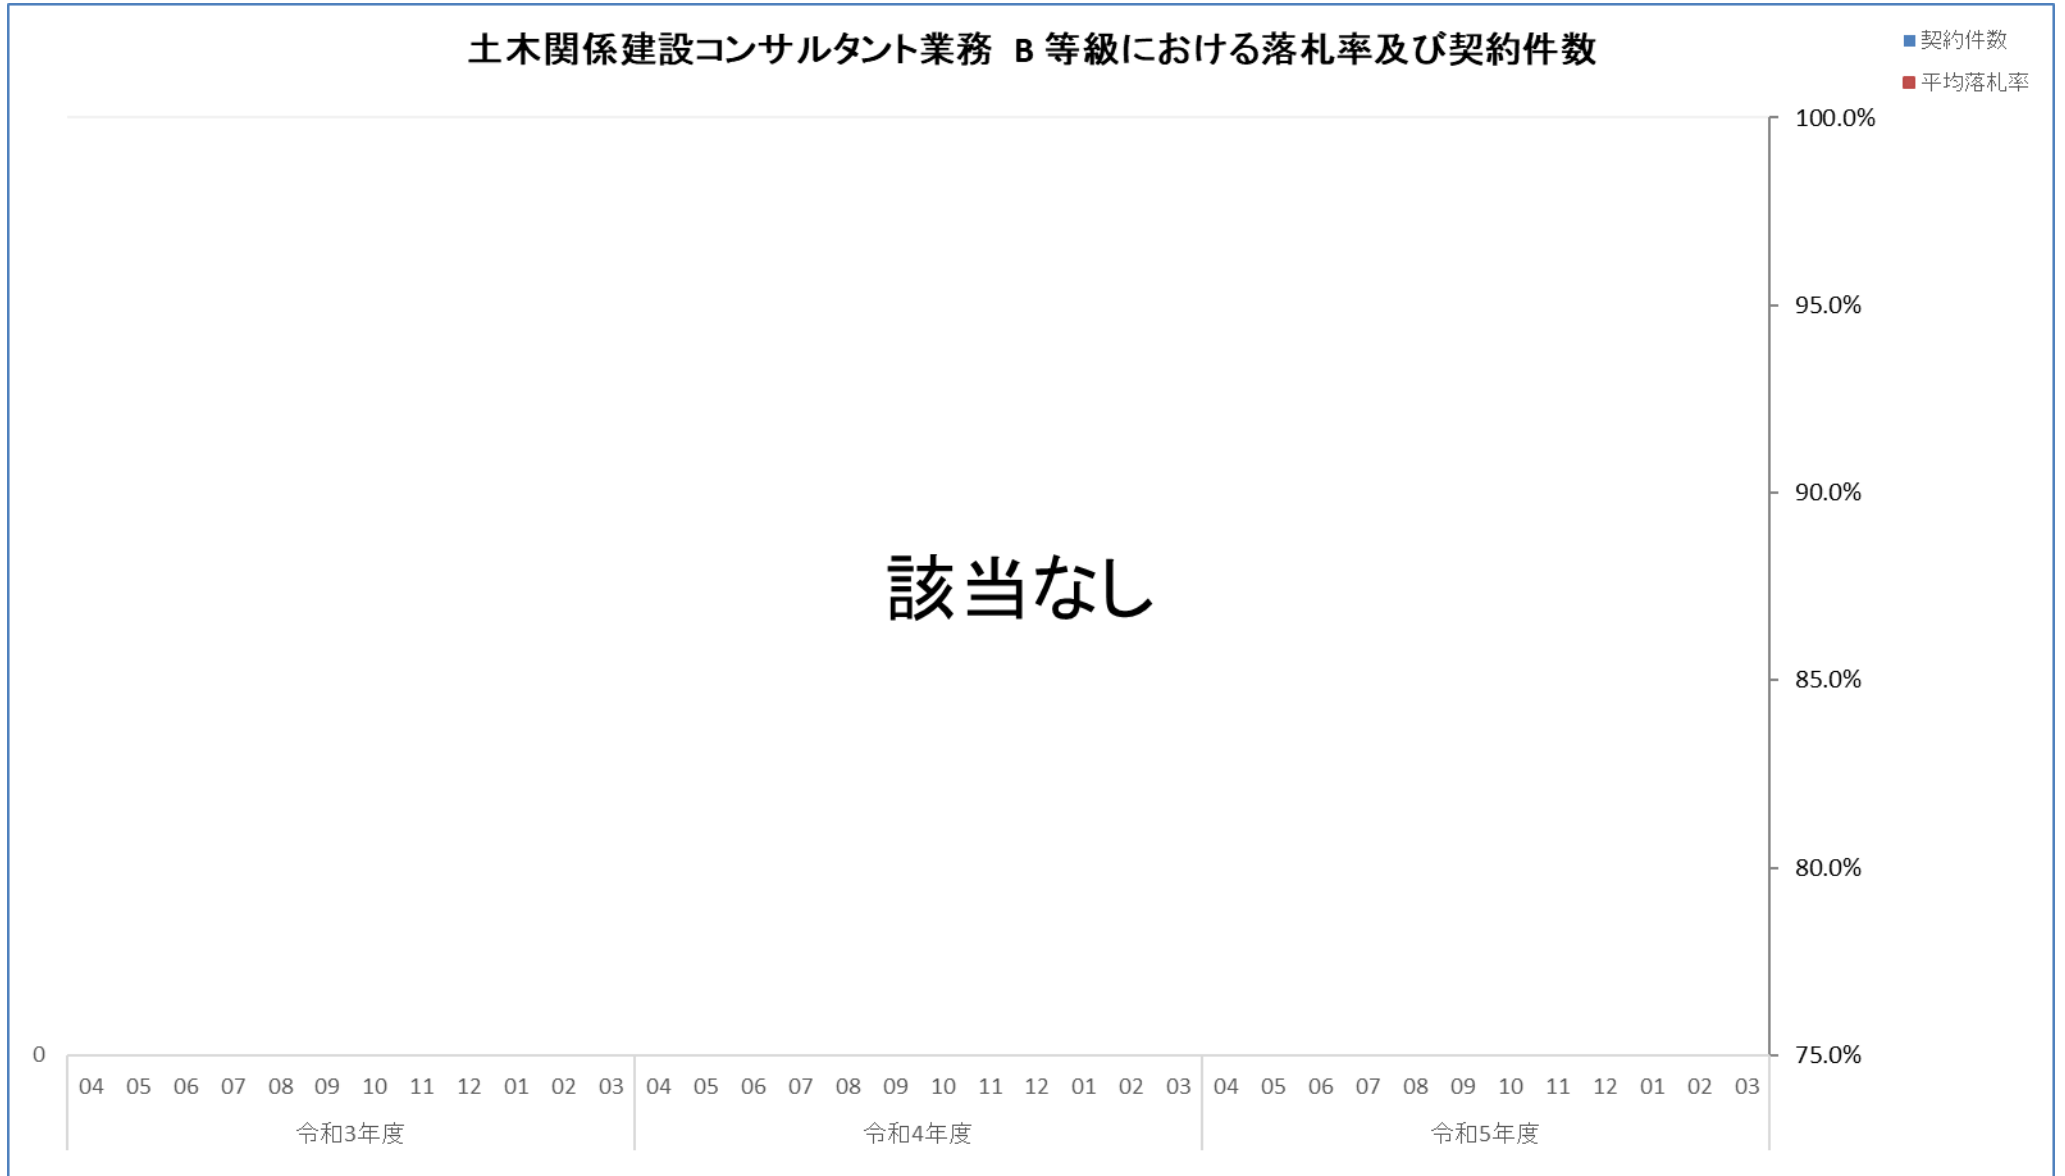 土木関係建設コンサルタント業務 B 等級における落札率及び契約件数
契約件数
平均落札率
100.0%
95.0%
90.0%
85.0%
80.0%
75.0%
該当なし
0
04 05 06 07 08 09 10 11 12 01 02 03 04 05 06 07 08 09 10 11 12 01 02 03 04 05 06 07 08 09 10 11 12 01 02 03
令和3年度 令和4年度 令和5年度